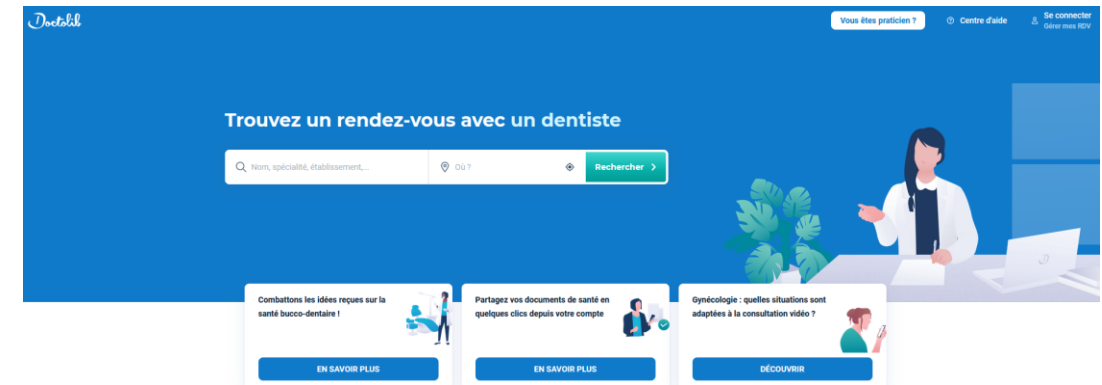 Doctolib
Vous êtes praticien ?
Centre d'aide
Se connecter
Gérer mes RDV
Trouvez un rendez-vous avec un dentiste
Nom, spécialité, établissement,...
Où ?
Rechercher
Combattons les idées reçues sur la
santé bucco-dentaire !
EN SAVOIR PLUS
Partagez vos documents de santé en
quelques clics depuis votre compte
EN SAVOIR PLUS
Gynécologie : quelles situations sont
adaptées à la consultation vidéo ?
DÉCOUVRIR